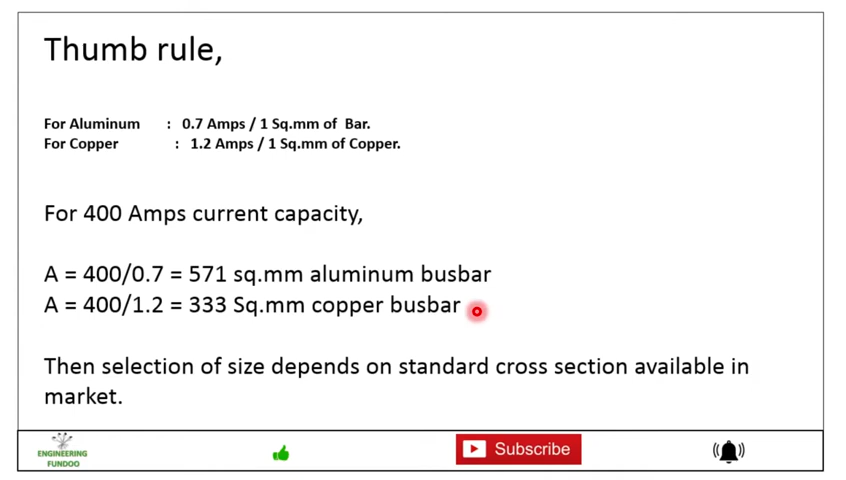 Thumb rule,
For Aluminum : 0.7 Amps / 1 Sq.mm of Bar.
For Copper : 1.2 Amps / 1 Sq.mm of Copper.
For 400 Amps current capacity,
A = 400/0.7 = 571 sq.mm aluminum busbar
A = 400/1.2 = 333 Sq.mm copper busbar
Then selection of size depends on standard cross section available in
market.
ENGINEERING
FUNDOO
Subscribe